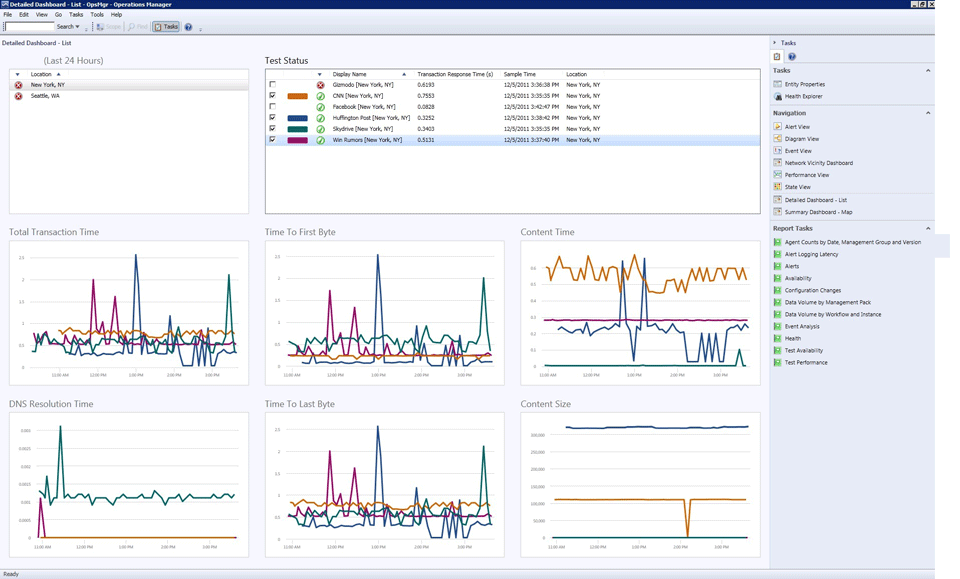 Detailed Dashboard - List - OpsMgr - Operations Manager
File Edit View Go Tasks Tools Help
Search Scope Find Tasks
Detailed Dashboard - List
(Last 24 Hours)
Location
New York, NY
Seattle, WA
Test Status
Display Name Transaction Response Time (s) Sample Time Location
Gizmodo [New York, NY] 0.6193 12/5/2011 3:36:38 PM New York, NY
CNN [New York, NY] 0.7553 12/5/2011 3:35:35 PM New York, NY
Facebook [New York, NY] 0.0828 12/5/2011 3:42:47 PM New York, NY
Huffington Post [New York, NY] 0.3252 12/5/2011 3:38:42 PM New York, NY
Skydrive [New York, NY] 0.3403 12/5/2011 3:35:35 PM New York, NY
Win Rumors [New York, NY] 0.5131 12/5/2011 3:37:40 PM New York, NY
Total Transaction Time
2.5
2
1.5
1
0.5
0
12:00 AM 12:00 PM 1:00 PM 2:00 PM 3:00 PM
Time To First Byte
2.5
2
1.5
1
0.5
0
11:00 AM 12:00 PM 1:00 PM 2:00 PM 3:00 PM
Content Time
0.6
0.5
0.4
0.3
0.2
0.1
0
11:00 AM 12:00 PM 1:00 PM 2:00 PM 3:00 PM
DNS Resolution Time
0.003
0.0025
0.002
0.0015
0.001
0.0005
0
11:00 AM 12:00 PM 1:00 PM 2:00 PM 3:00 PM
Time To Last Byte
2.5
2
1.5
1
0.5
0
11:00 AM 12:00 PM 1:00 PM 2:00 PM 3:00 PM
Content Size
300,000
250,000
200,000
150,000
100,000
50,000
0
11:00 AM 12:00 PM 1:00 PM 2:00 PM 3:00 PM
Tasks
Tasks
Entity Properties
Health Explorer
Navigation
Alert View
Diagram View
Event View
Network Vicinity Dashboard
Performance View
State View
Detailed Dashboard - List
Summary Dashboard - Map
Report Tasks
Agent Counts by Date, Management Group and Version
Alert Logging Latency
Alerts
Availability
Configuration Changes
Data Volume by Management Pack
Data Volume by Workflow and Instance
Event Analysis
Health
Test Availability
Test Performance
Ready